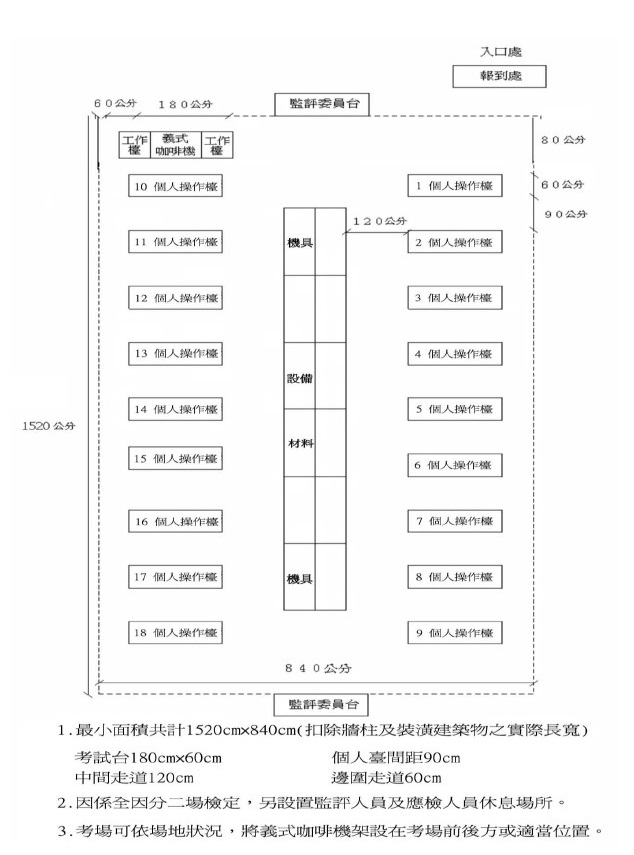 入口處
報到處
60公分 180公分 監評委員台
80公分
工作檯 義式咖啡機 工作檯
10 個人操作檯 1 個人操作檯 60公分
90公分
120公分
11 個人操作檯 機具 2 個人操作檯
12 個人操作檯 3 個人操作檯
13 個人操作檯 4 個人操作檯
設備
14 個人操作檯 5 個人操作檯
1520公分
材料
15 個人操作檯 6 個人操作檯
16 個人操作檯 7 個人操作檯
17 個人操作檯 機具 8 個人操作檯
18 個人操作檯 9 個人操作檯
840公分
監評委員台
1.最小面積共計1520cm×840cm(扣除牆柱及裝潢建築物之實際長寬)
考試台180cm×60cm 個人臺間距90cm
中間走道120cm 邊圍走道60cm
2.因係全因分二場檢定，另設置監評人員及應檢人員休息場所。
3.考場可依場地狀況，將義式咖啡機架設在考場前後方或適當位置。